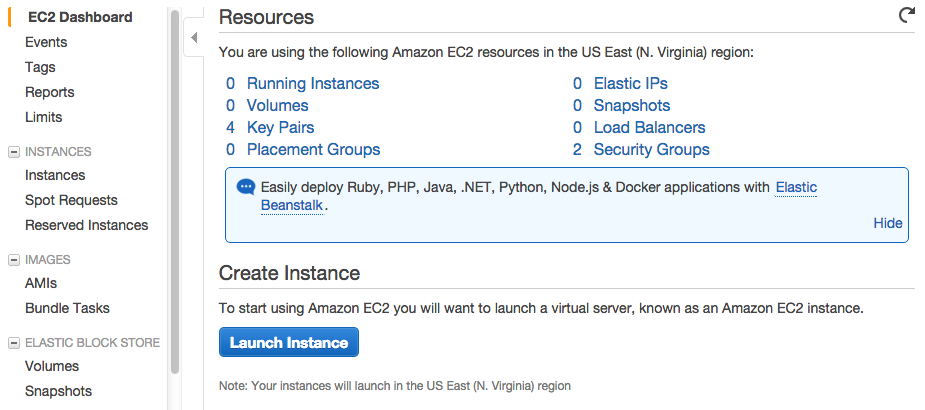 EC2 Dashboard
Events
Tags
Reports
Limits
INSTANCES
Instances
Spot Requests
Reserved Instances
IMAGES
AMIs
Bundle Tasks
ELASTIC BLOCK STORE
Volumes
Snapshots
Resources
You are using the following Amazon EC2 resources in the US East (N. Virginia) region:
0 Running Instances
0 Elastic IPs
0 Volumes
0 Snapshots
4 Key Pairs
0 Load Balancers
0 Placement Groups
2 Security Groups
Easily deploy Ruby, PHP, Java, .NET, Python, Node.js & Docker applications with Elastic
Beanstalk.
Hide
Create Instance
To start using Amazon EC2 you will want to launch a virtual server, known as an Amazon EC2 instance.
Launch Instance
Note: Your instances will launch in the US East (N. Virginia) region